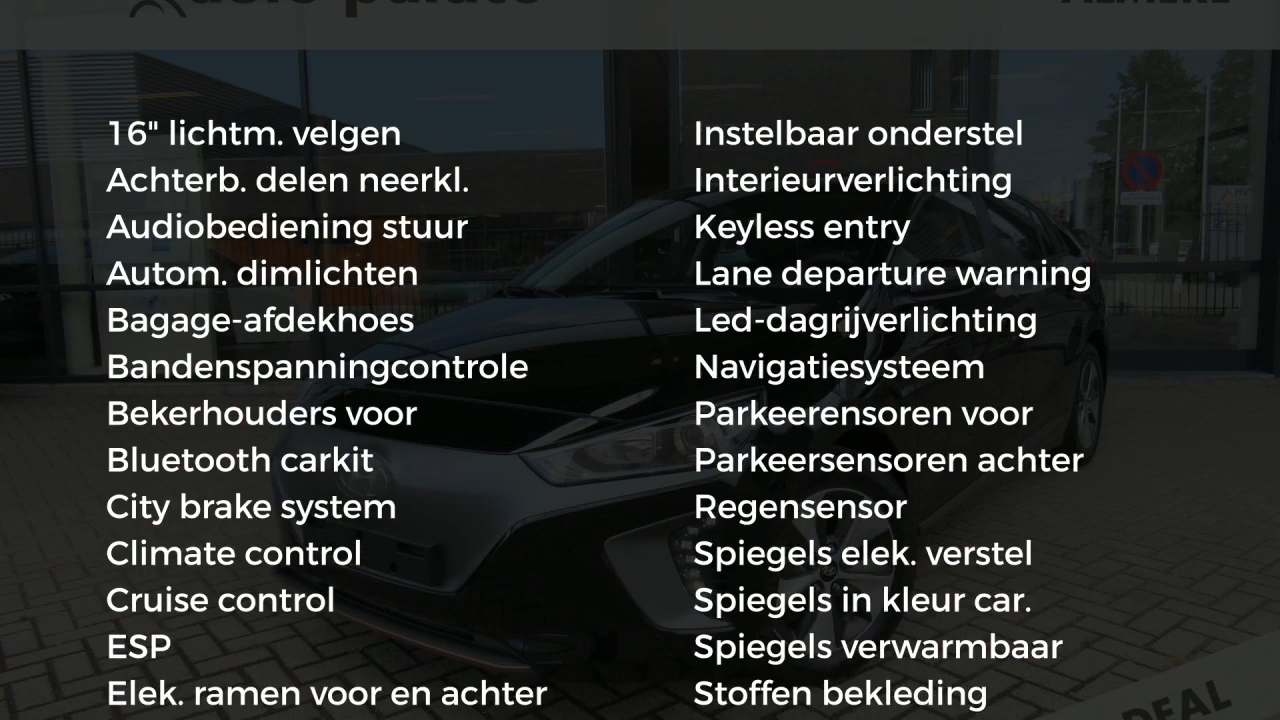 16" lichtm. velgen
Achterb. delen neerkl.
Audiobediening stuur
Autom. dimlichten
Bagage-afdekhoes
Bandenspanningcontrole
Bekerhouders voor
Bluetooth carkit
City brake system
Climate control
Cruise control
ESP
Elek. ramen voor en achter
Instelbaar onderstel
Interieurverlichting
Keyless entry
Lane departure warning
Led-dagrijverlichting
Navigatiesysteem
Parkeerensoren voor
Parkeersensoren achter
Regensensor
Spiegels elek. verstel
Spiegels in kleur car.
Spiegels verwarmbaar
Stoffen bekleding
DEAL